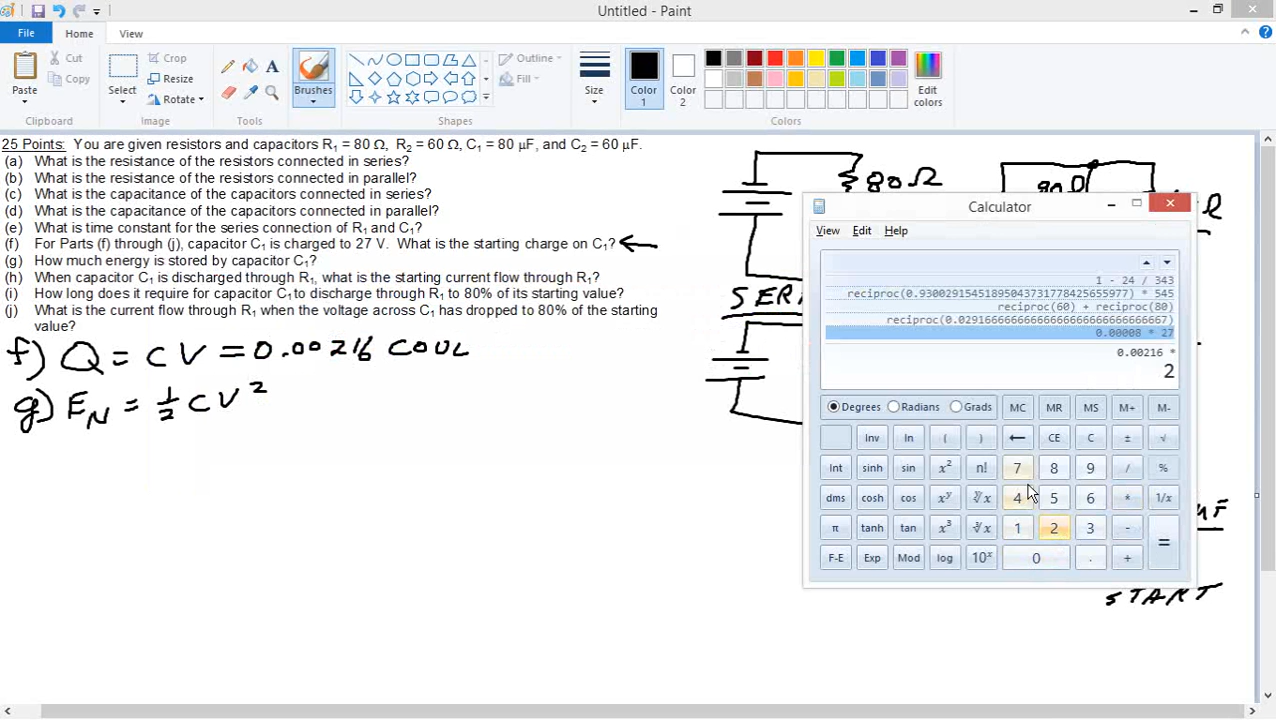 Untitled - Paint
File Home View
Paste Cut Copy Select Crop Resize Rotate Outline Fill Brushes Size Color 1 Color 2 Edit colors
Clipboard Image Tools Shapes Colors
25 Points: You are given resistors and capacitors R1 = 80 Ω, R2 = 60 Ω, C1 = 80 μF, and C2 = 60 μF.
(a) What is the resistance of the resistors connected in series?
(b) What is the resistance of the resistors connected in parallel?
(c) What is the capacitance of the capacitors connected in series?
(d) What is the capacitance of the capacitors connected in parallel?
(e) What is time constant for the series connection of R1 and C1?
(f) For Parts (f) through (j), capacitor C1 is charged to 27 V. What is the starting charge on C1?
(g) How much energy is stored by capacitor C1?
(h) When capacitor C1 is discharged through R1, what is the starting current flow through R1?
(i) How long does it require for capacitor C1 to discharge through R1 to 80% of its starting value?
(j) What is the current flow through R1 when the voltage across C1 has dropped to 80% of the starting
value?
f) Q = CV = 0.00216 COUL
g) EN = 1/2 CV²
80 Ω
SERI
μF
START
Calculator
View Edit Help
1 - 24 / 343
reciproc(0.93002915451895043731778425655977) * 545
reciproc(60) + reciproc(80)
reciproc(0.02916666666666666666666666666667)
0.00008 * 27
0.00216 *
2
Degrees Radians Grads MC MR MS M+ M-
Inv ln ( ) ← CE C ± √
Int sinh sin x² n! 7 8 9 / %
dms cosh cos xʸ ʸ√x 4 5 6 * 1/x
π tanh tan x³ ³√x 1 2 3 - =
F-E Exp Mod log 10ˣ 0 . +